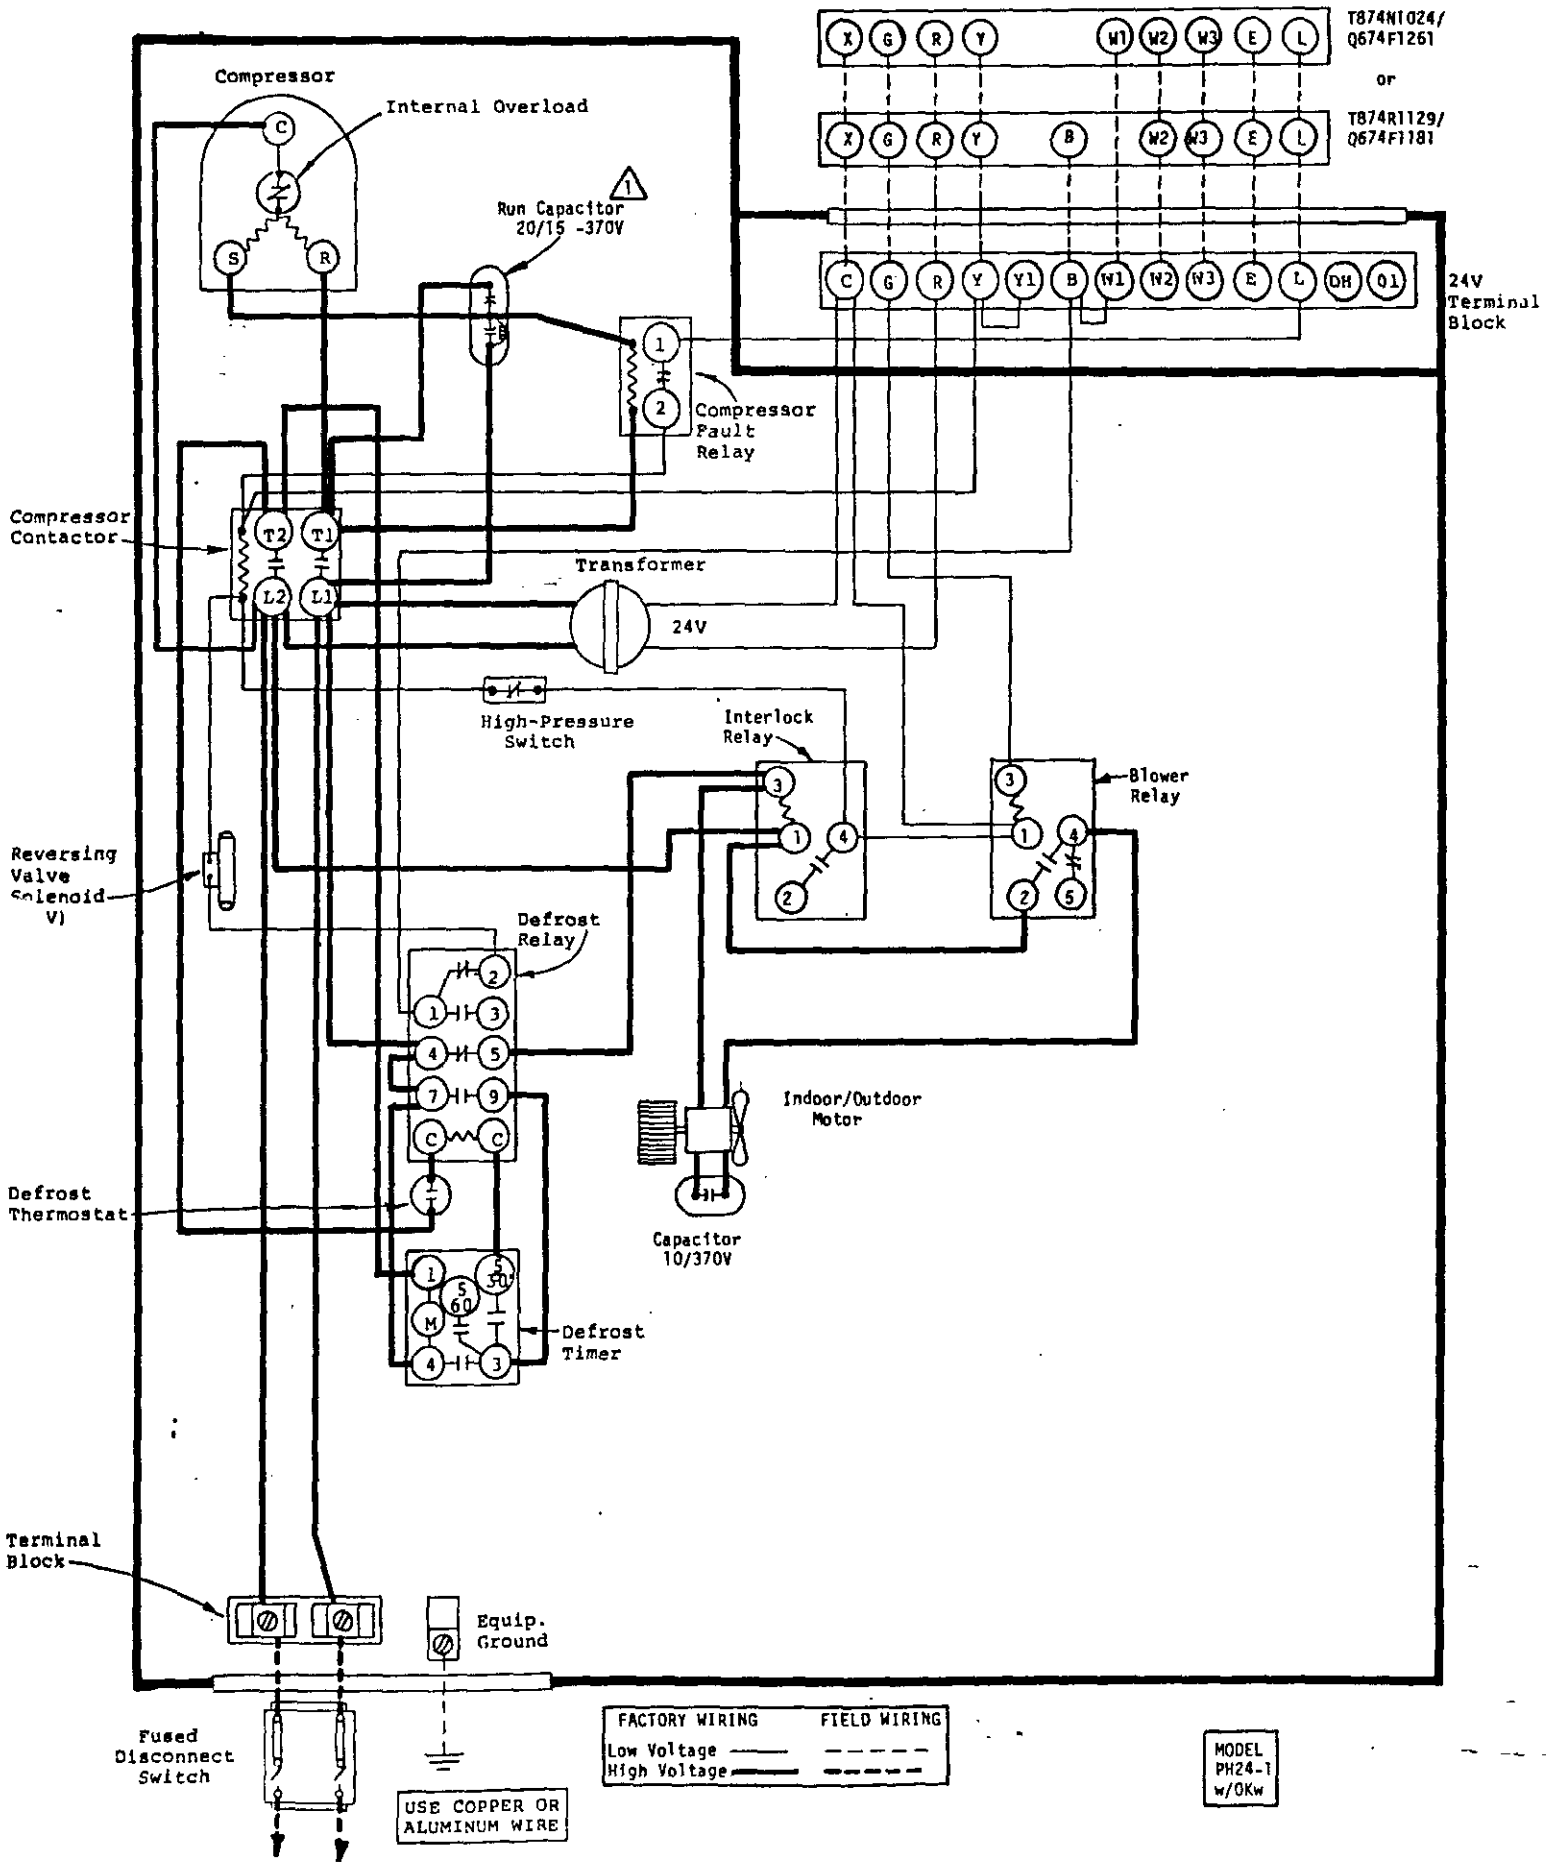 T874N1024/
Q674F1261
X G R Y W1 W2 W3 E L
or
T874R1129/
Q674F1181
X G R Y B W2 W3 E L
C G R Y Y1 B W1 W2 W3 E L DH Q1
24V
Terminal
Block
Compressor
Internal Overload
C
S R
1
Run Capacitor
20/15 -370V
1
2
Compressor
Fault
Relay
Compressor
Contactor
T2 T1
L2 L1
Transformer
24V
High-Pressure
Switch
Interlock
Relay
3
1 4
2
Blower
Relay
3
1 4
2 5
Reversing
Valve
Solenoid
V)
Defrost
Relay
2
1 3
4 5
7 9
C C
Indoor/Outdoor
Motor
Capacitor
10/370V
Defrost
Thermostat
1 5
60
5
30'
M
4 3
Defrost
Timer
Terminal
Block
Equip.
Ground
Fused
Disconnect
Switch
USE COPPER OR
ALUMINUM WIRE
FACTORY WIRING FIELD WIRING
Low Voltage
High Voltage
MODEL
PH24-1
w/0Kw